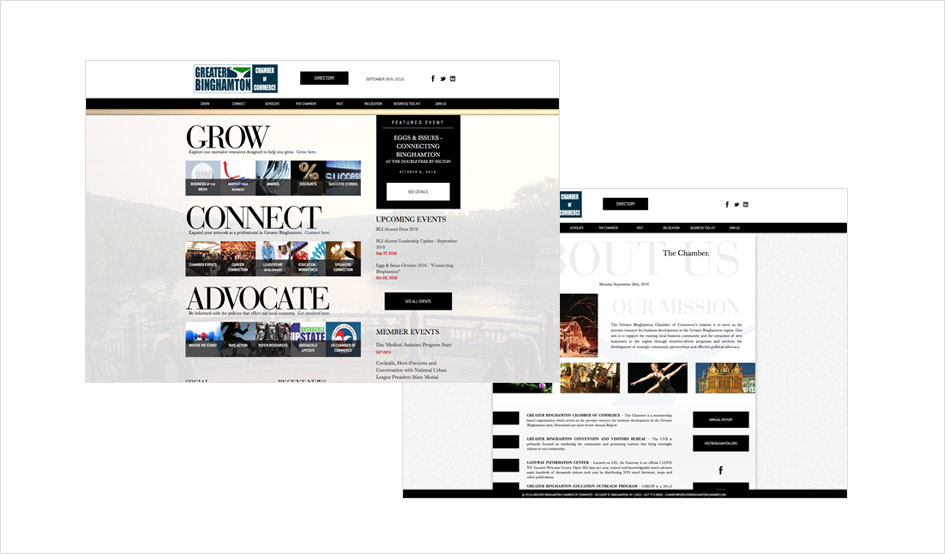 GREATER
BINGHAMTON
CHAMBER
OF
COMMERCE
DIRECTORY
SEPTEMBER 26TH, 2016
GROW CONNECT ADVOCATE THE CHAMBER VISIT RELOCATION BUSINESS TOOLKIT JOIN US
GROW
Explore our extensive resources designed to help you grow. Grow here.
BUSINESS OF THE WEEK
MARKET YOUR BUSINESS
AWARDS
DISCOUNTS
SUCCESS
SUCCESS STORIES
CONNECT
Expand your network as a professional in Greater Binghamton. Connect here.
CHAMBER EVENTS
CAREER CONNECTION
LEADERSHIP DEVELOPMENT
EDUCATION - WORKFORCE
SPEAKERS CONNECTION
ADVOCATE
Be informed with the policies that effect our local economy. Get involved here.
WHERE WE STAND
TAKE ACTION
VOTER RESOURCES
UNSHACKLE
STATE
UNSHACKLE UPSTATE
US CHAMBER OF COMMERCE
SOCIAL
RECENT NEWS
FEATURED EVENT
EGGS & ISSUES -
CONNECTING
BINGHAMTON
AT THE DOUBLETREE BY HILTON
OCTOBER 6, 2016
SEE DETAILS
UPCOMING EVENTS
BLI Alumni Dues 2016
BLI Alumni Leadership Update - September
2016
Sep 27, 2016
Eggs & Issues October 2016 - "Connecting
Binghamton"
Oct 06, 2016
SEE ALL EVENTS
MEMBER EVENTS
Day Medical Assistant Program Start
SEP 26TH
Cocktails, Hors d'oeuvres and
Conversation with National Urban
League President Marc Morial
CHAMBER
OF
COMMERCE
DIRECTORY
ADVOCATE THE CHAMBER VISIT RELOCATION BUSINESS TOOLKIT JOIN US
BOUT US
The Chamber.
Monday September 26th, 2016
OUR MISSION
The Greater Binghamton Chamber of Commerce's mission is to serve as the
premier resource for business development in the Greater Binghamton region. Our
aim is to support the existing local business community and the attraction of new
businesses to the region through member-driven programs and services, the
development of strategic community partnerships and effective political advocacy.
GREATER BINGHAMTON CHAMBER OF COMMERCE - The Chamber is a membership
based organization which serves as the premier resource for business development in the Greater
Binghamton area. Download our most recent Annual Report.
ANNUAL REPORT
GREATER BINGHAMTON CONVENTION AND VISITORS BUREAU - The CVB is
primarily focused on marketing the community and promoting tourism that bring overnight
visitors to our community.
VISITBINGHAMTON.ORG
GATEWAY INFORMATION CENTER - Located on I-81, the Gateway is an official I LOVE
NY Tourism Welcome Center. Open 362 days per year, trained and knowledgeable travel advisors
assist hundreds of thousands visitors each year by distributing NYS travel literature, maps and
other publications.
GREATER BINGHAMTON EDUCATION OUTREACH PROGRAM - GBEOP is a 501c3